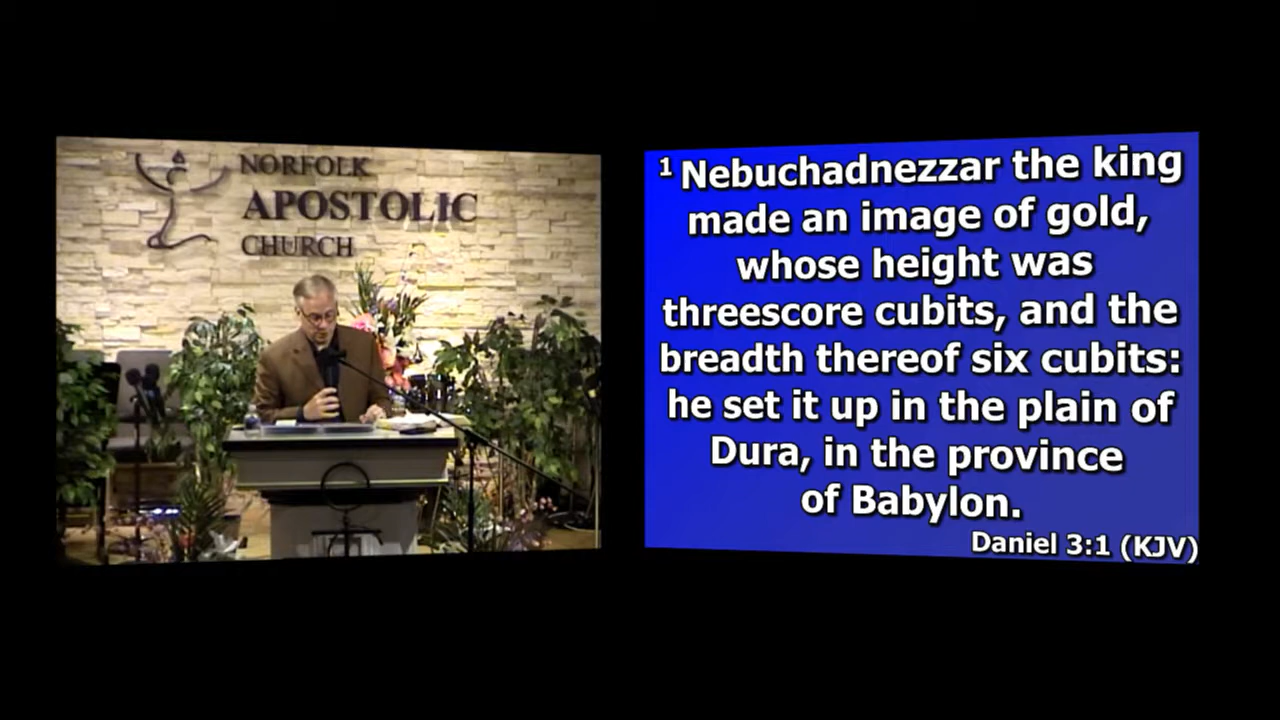 NORFOLK
APOSTOLIC
CHURCH
1 Nebuchadnezzar the king
made an image of gold,
whose height was
threescore cubits, and the
breadth thereof six cubits:
he set it up in the plain of
Dura, in the province
of Babylon.
Daniel 3:1 (KJV)